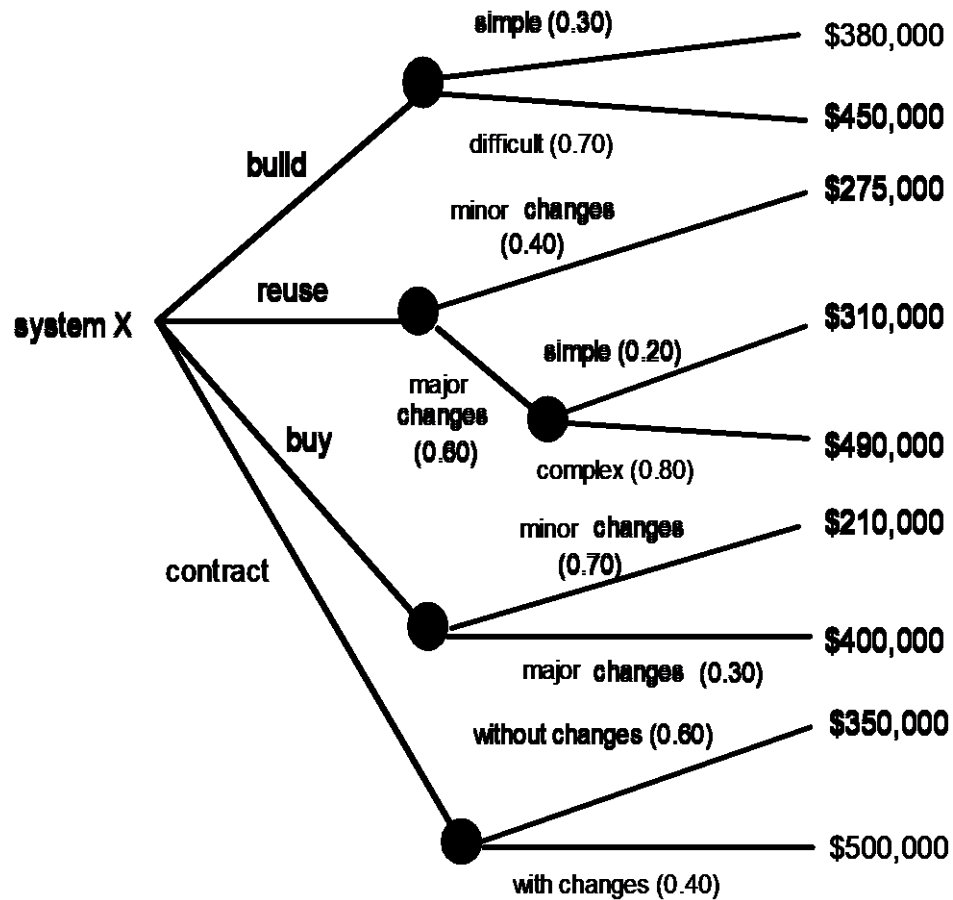 simple (0.30)
$380,000
$450,000
difficult (0.70)
build
$275,000
minor changes
(0.40)
reuse
system X
$310,000
simple (0.20)
major
changes
(0.60)
$490,000
buy
complex (0.80)
$210,000
minor changes
(0.70)
contract
$400,000
major changes (0.30)
$350,000
without changes (0.60)
$500,000
with changes (0.40)